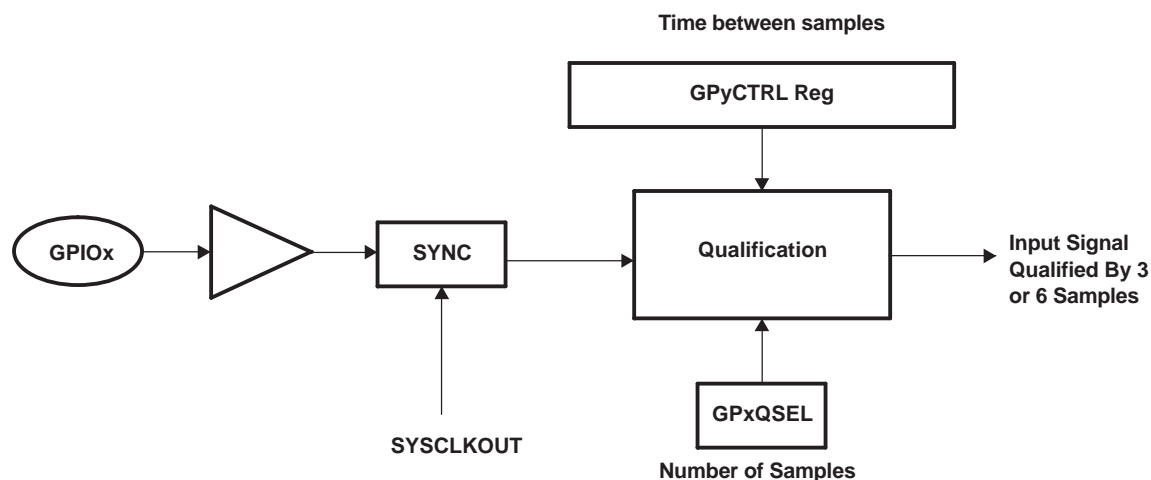 Time between samples
GPyCTRL Reg
GPIOx
SYNC
Qualification
Input Signal
Qualified By 3
or 6 Samples
GPxQSEL
SYSCLKOUT
Number of Samples